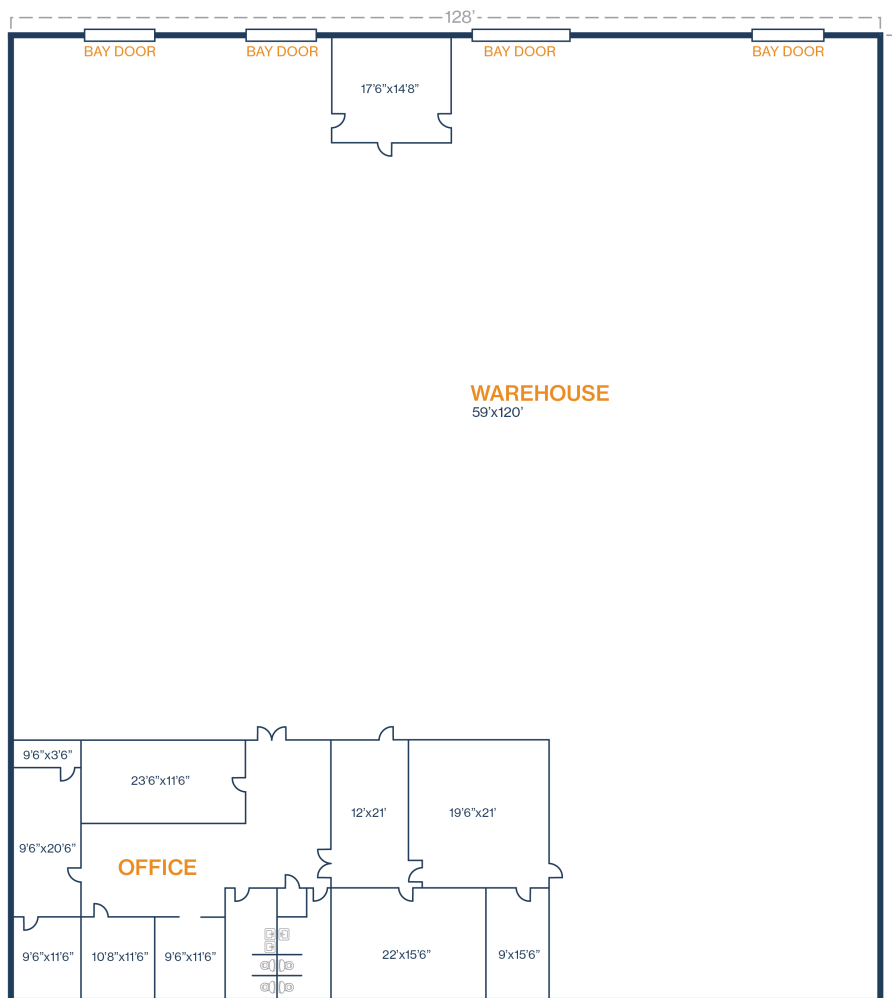 128’
BAY DOOR
BAY DOOR
BAY DOOR
BAY DOOR
17’6”x14’8”
WAREHOUSE
59’x120’
9’6”x3’6”
23’6”x11’6”
12’x21’
19’6”x21’
9’6”x20’6”
OFFICE
9’6”x11’6”
10’8”x11’6”
9’6”x11’6”
22’x15’6”
9’x15’6”